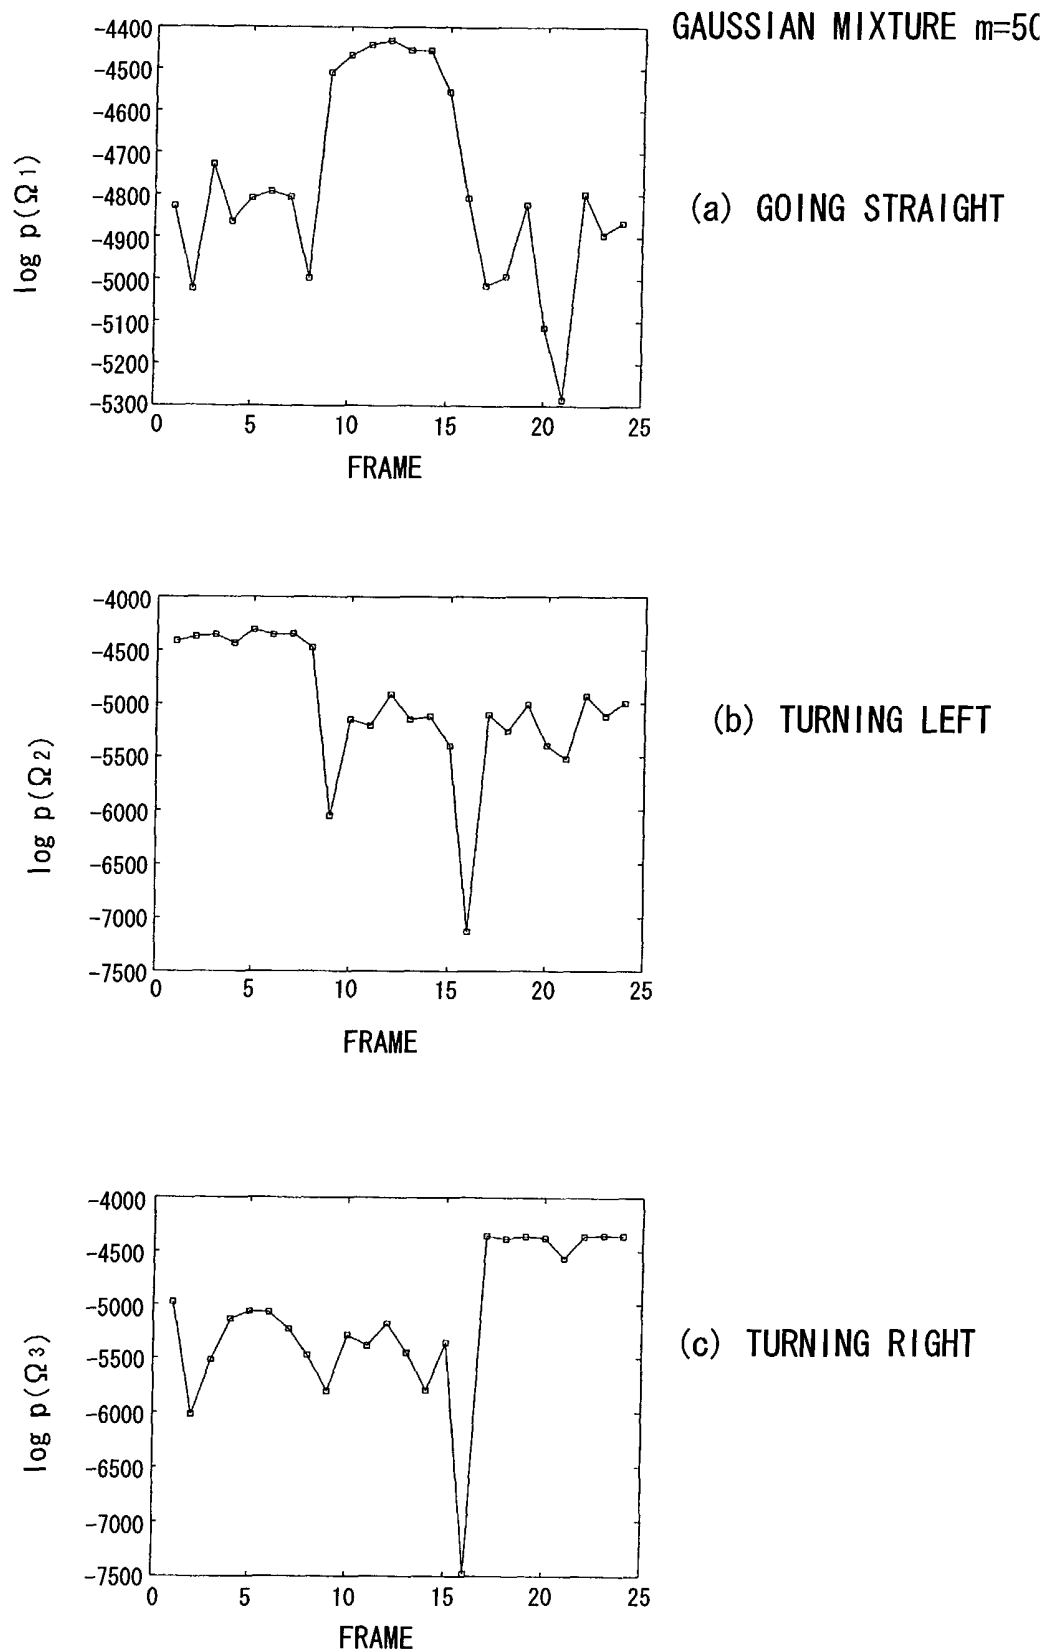 GAUSSIAN MIXTURE m=50
-4400
-4500
-4600
-4700
-4800
-4900
-5000
-5100
-5200
-5300
0 5 10 15 20 25
log p(Ω1)
FRAME
(a) GOING STRAIGHT
-4000
-4500
-5000
-5500
-6000
-6500
-7000
-7500
0 5 10 15 20 25
log p(Ω2)
FRAME
(b) TURNING LEFT
-4000
-4500
-5000
-5500
-6000
-6500
-7000
-7500
0 5 10 15 20 25
log p(Ω3)
FRAME
(c) TURNING RIGHT